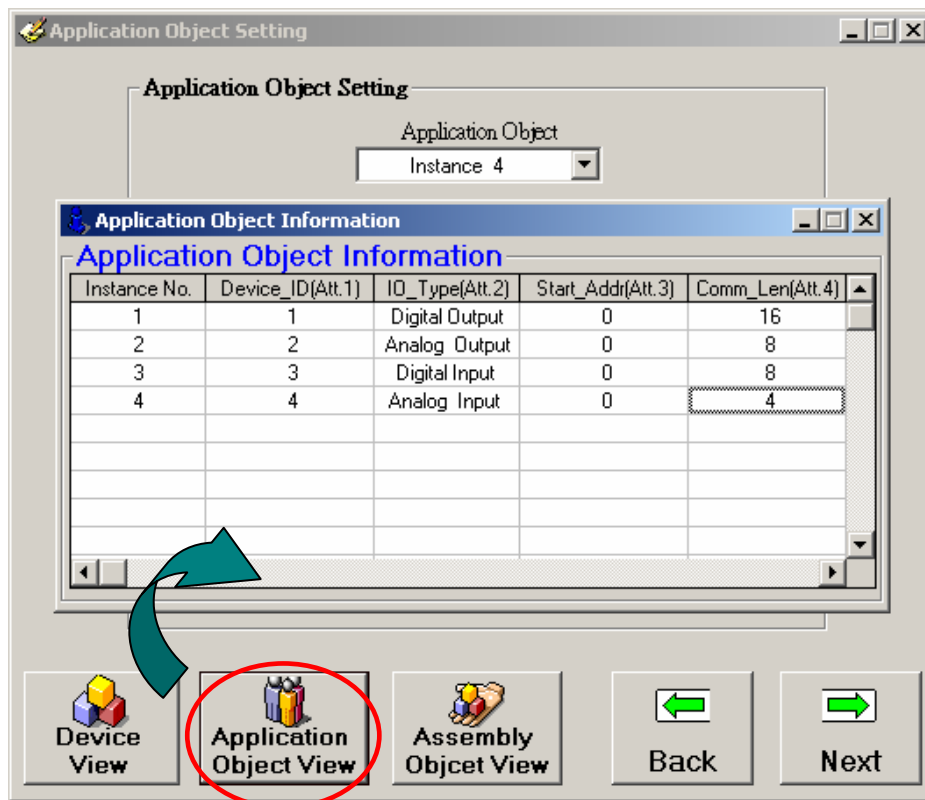 Application Object Setting
Application Object Setting
Application Object
Instance 4
Application Object Information
Application Object Information
Instance No. Device_ID(Att.1) IO_Type(Att.2) Start_Addr(Att.3) Comm_Len(Att.4)
1 1 Digital Output 0 16
2 2 Analog Output 0 8
3 3 Digital Input 0 8
4 4 Analog Input 0 4
Device
View
Application
Object View
Assembly
Objcet View
Back
Next